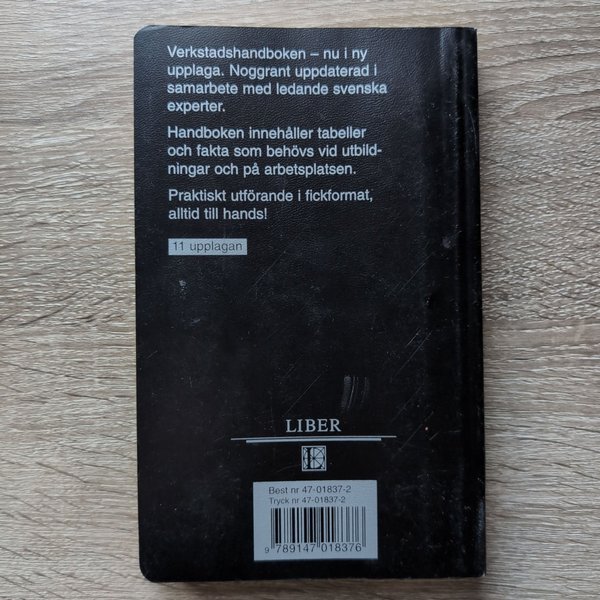 Verkstadshandboken – nu i ny
upplaga. Noggrant uppdaterad i
samarbete med ledande svenska
experter.
Handboken innehåller tabeller
och fakta som behövs vid utbild-
ningar och på arbetsplatsen.
Praktiskt utförande i fickformat,
alltid till hands!
11 upplagan
LIBER
Best nr 47-01837-2
Tryck nr 47-01837-2
9 789147 018376